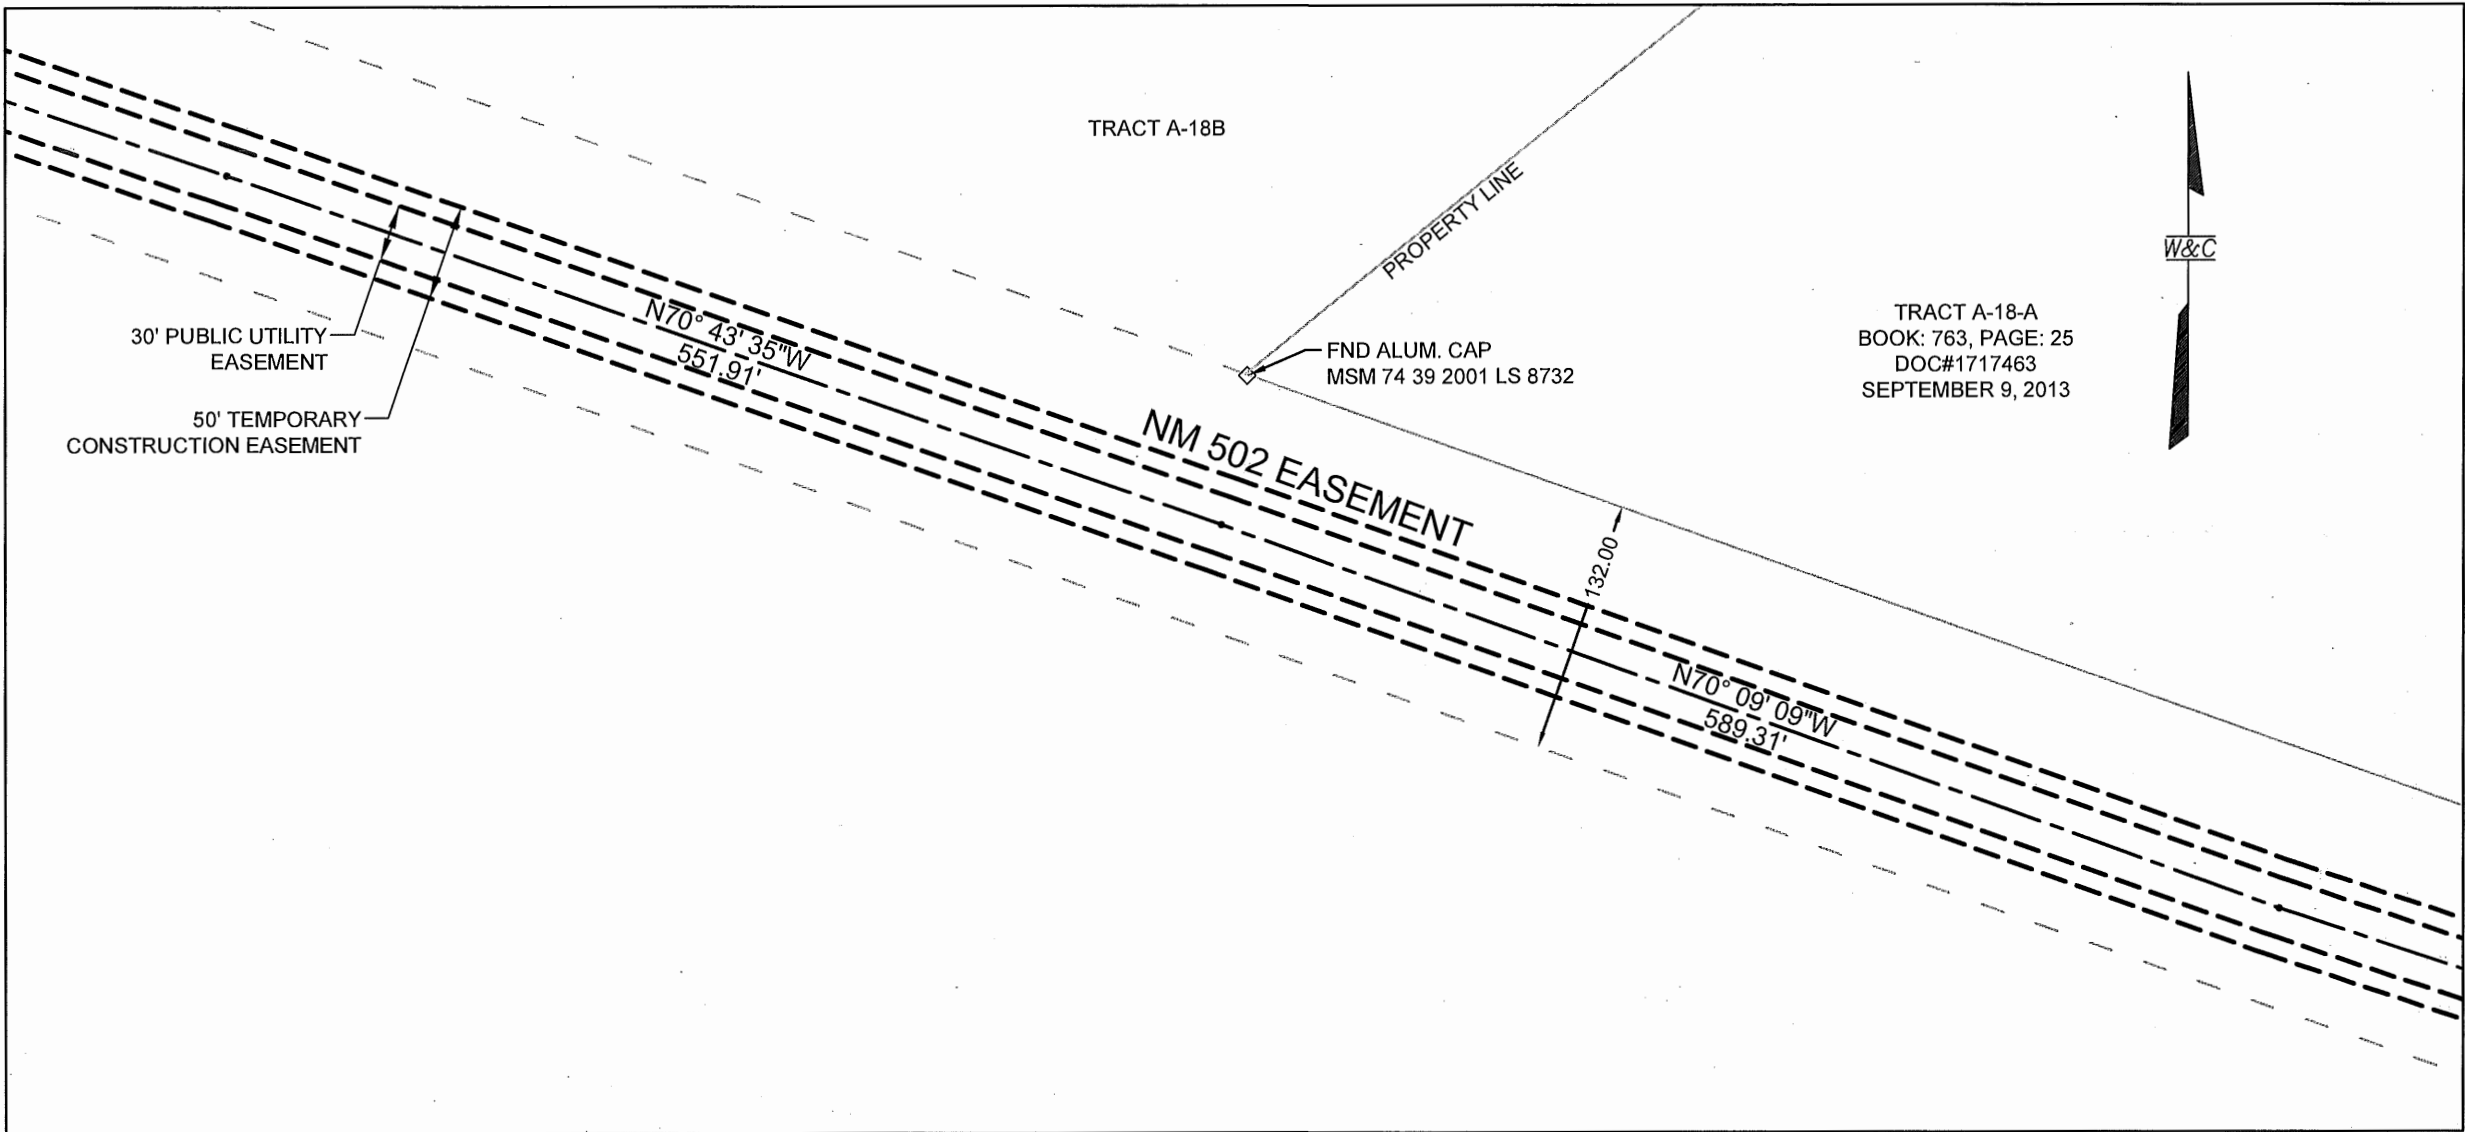 TRACT A-18B
PROPERTY LINE
W&C
TRACT A-18-A
BOOK: 763, PAGE: 25
DOC#1717463
SEPTEMBER 9, 2013
30' PUBLIC UTILITY
EASEMENT
50' TEMPORARY
CONSTRUCTION EASEMENT
N70° 43' 35"W
551.91'
FND ALUM. CAP
MSM 74 39 2001 LS 8732
NM 502 EASEMENT
132.00
N70° 09' 09"W
589.31'